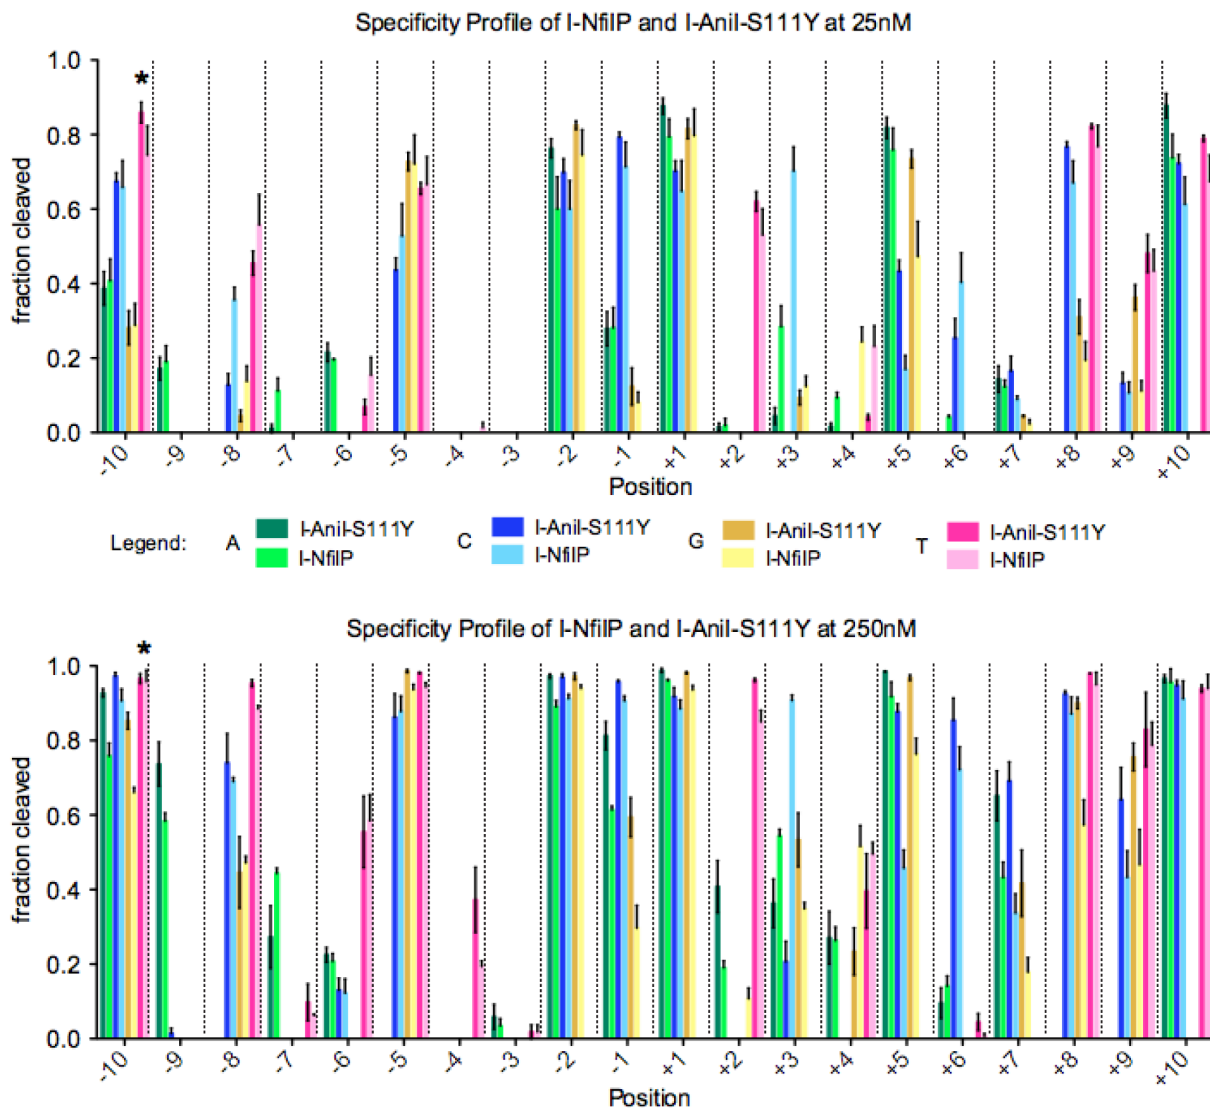 Specificity Profile of I-NfiIP and I-AniI-S111Y at 25nM
fraction cleaved
1.0
0.8
0.6
0.4
0.2
0.0
*
-10 -9 -8 -7 -6 -5 -4 -3 -2 -1 +1 +2 +3 +4 +5 +6 +7 +8 +9 +10
Position
Legend: A I-AniI-S111Y C I-AniI-S111Y G I-AniI-S111Y T I-AniI-S111Y
I-NfiIP I-NfiIP I-NfiIP I-NfiIP
Specificity Profile of I-NfiIP and I-AniI-S111Y at 250nM
fraction cleaved
1.0
0.8
0.6
0.4
0.2
0.0
*
-10 -9 -8 -7 -6 -5 -4 -3 -2 -1 +1 +2 +3 +4 +5 +6 +7 +8 +9 +10
Position